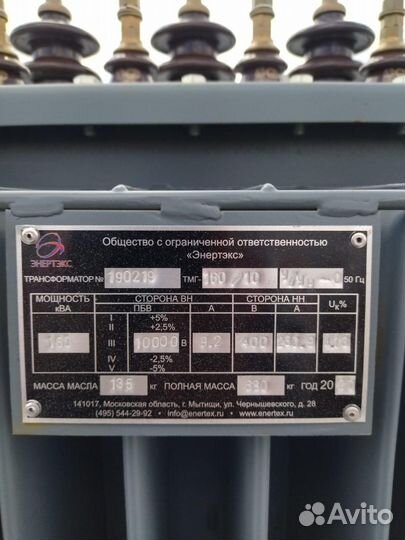 Общество с ограниченной ответственностью
«Энертэкс»
ЭНЕРТЭКС
ТРАНСФОРМАТОР № 190219 ТМГ- 160 / 10 50 Гц
МОЩНОСТЬ кВА СТОРОНА ВН СТОРОНА НН Uк%
ПБВ А В А
I +5%
II +2,5%
160 III 10000 В 9.2 400
IV -2,5%
V -5%
МАССА МАСЛА 135 кг ПОЛНАЯ МАССА кг ГОД 20
141017, Московская область, г. Мытищи, ул. Чернышевского, д. 28
(495) 544-29-92 • info@enertex.ru • www.enertex.ru
Avito